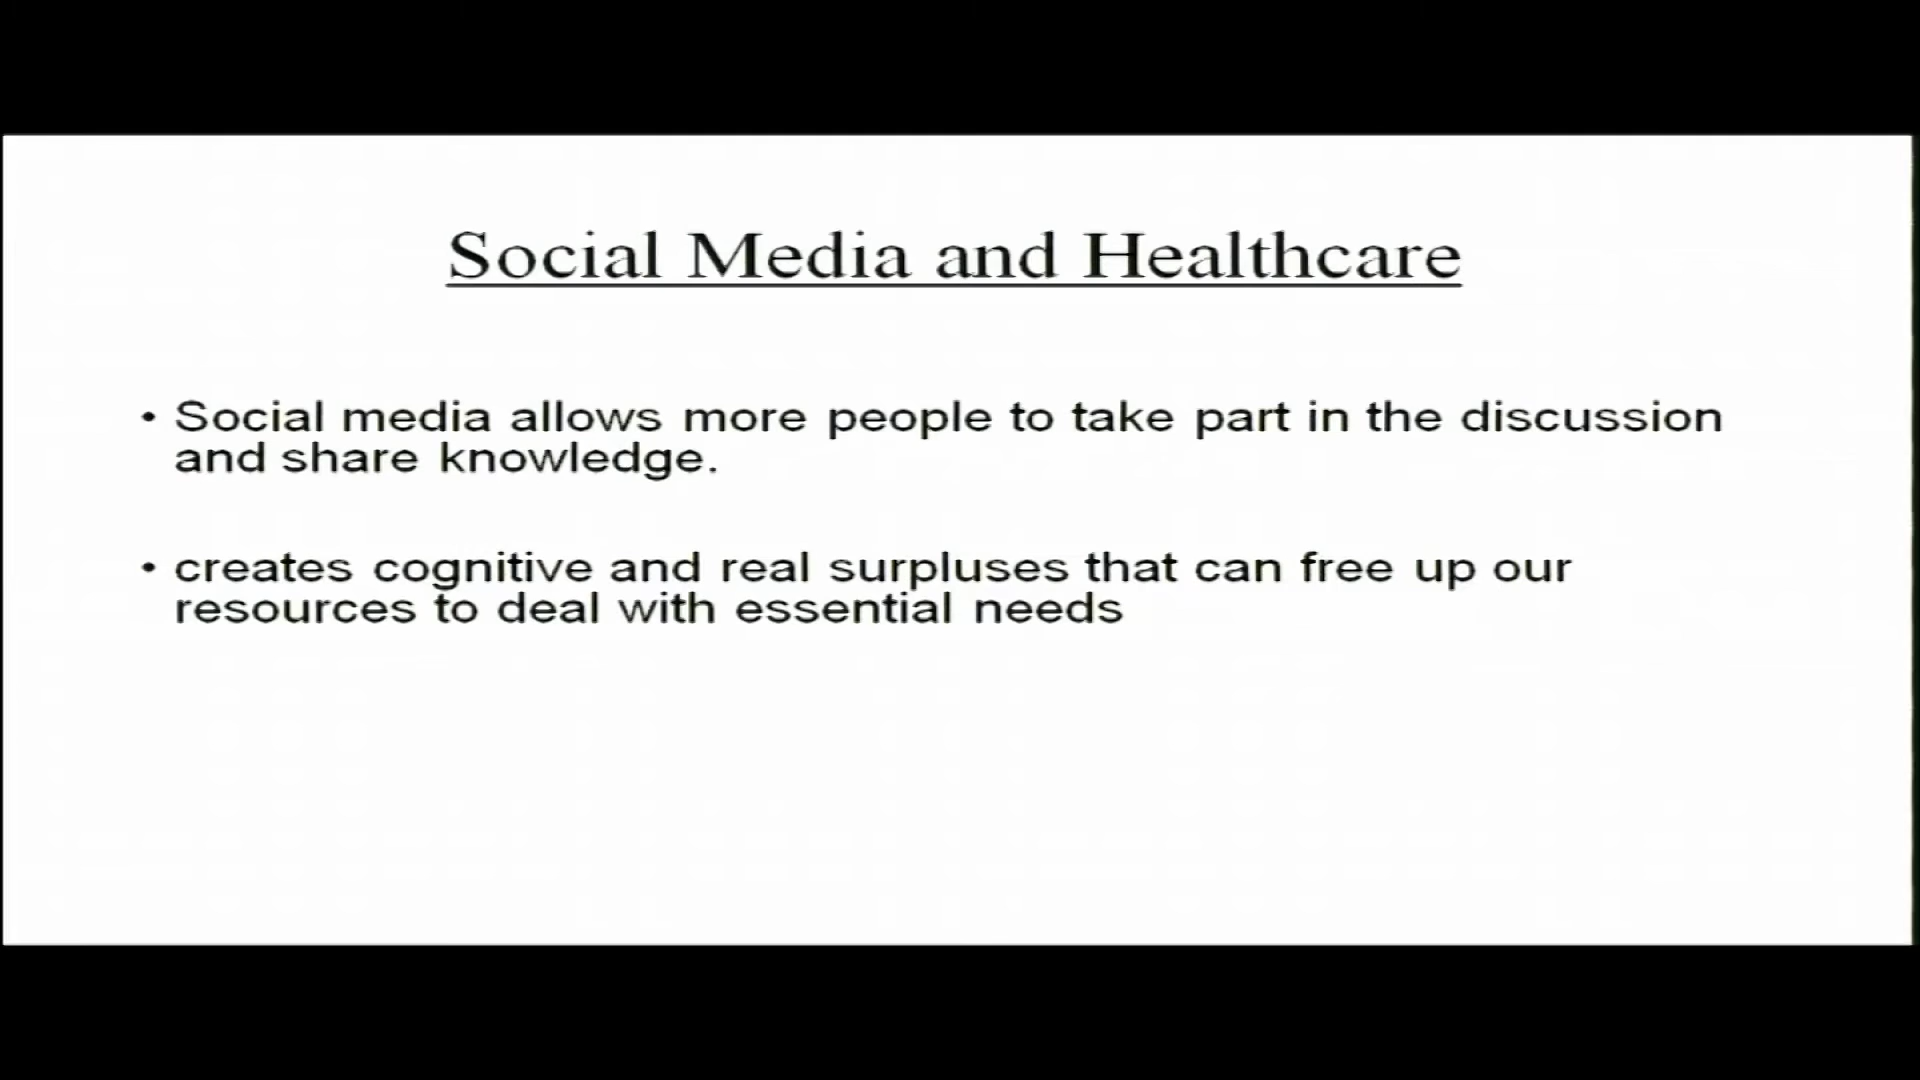 Social Media and Healthcare
• Social media allows more people to take part in the discussion
and share knowledge.
• creates cognitive and real surpluses that can free up our
resources to deal with essential needs